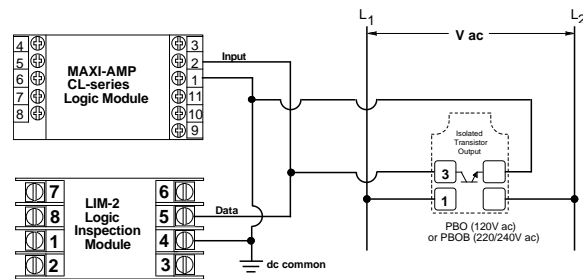 L1
L2
V ac
4
5
6
7
8
MAXI-AMP
CL-series
Logic Module
3
2
1
11
10
9
Input
Isolated
Transistor
Output
3
1
PBO (120V ac)
or PBOB (220/240V ac)
7
8
1
2
LIM-2
Logic
Inspection
Module
6
5
4
3
Data
dc common